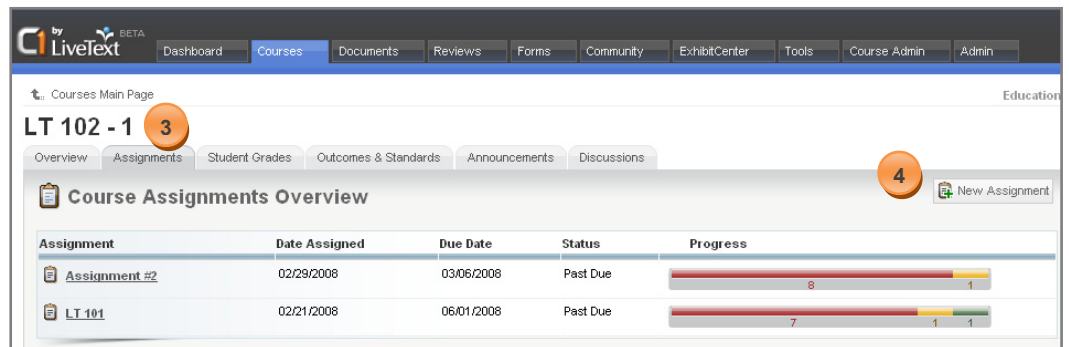 C1 by LiveText BETA
Dashboard Courses Documents Reviews Forms Community ExhibitCenter Tools Course Admin Admin
Courses Main Page Education
LT 102 - 1 3
Overview Assignments Student Grades Outcomes & Standards Announcements Discussions
Course Assignments Overview 4 New Assignment
Assignment Date Assigned Due Date Status Progress
Assignment #2 02/29/2008 03/06/2008 Past Due
8 1
LT 101 02/21/2008 06/01/2008 Past Due
7 1 1